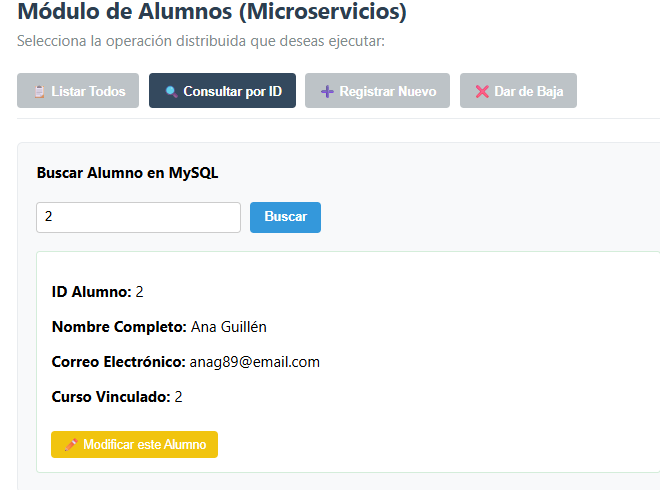 Módulo de Alumnos (Microservicios)
Selecciona la operación distribuida que deseas ejecutar:
Listar Todos Consultar por ID Registrar Nuevo Dar de Baja
Buscar Alumno en MySQL
2 Buscar
ID Alumno: 2
Nombre Completo: Ana Guillén
Correo Electrónico: anag89@email.com
Curso Vinculado: 2
Modificar este Alumno